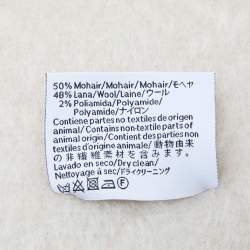 50% Mohair/Mohair/Mohair/モヘヤ
48% Lana/Wool/Laine/ウール
2% Poliamida/Polyamide/
Polyamide/ナイロン
Contiene partes no textiles de origen
animal/Contains non-textile parts of
animal origin/Contient des parties non
textiles d'origine animale/動物由来
の非繊維素材を含みます。
Lavado en seco/Dry clean/
Nettoyage à sec/ドライクリーニング